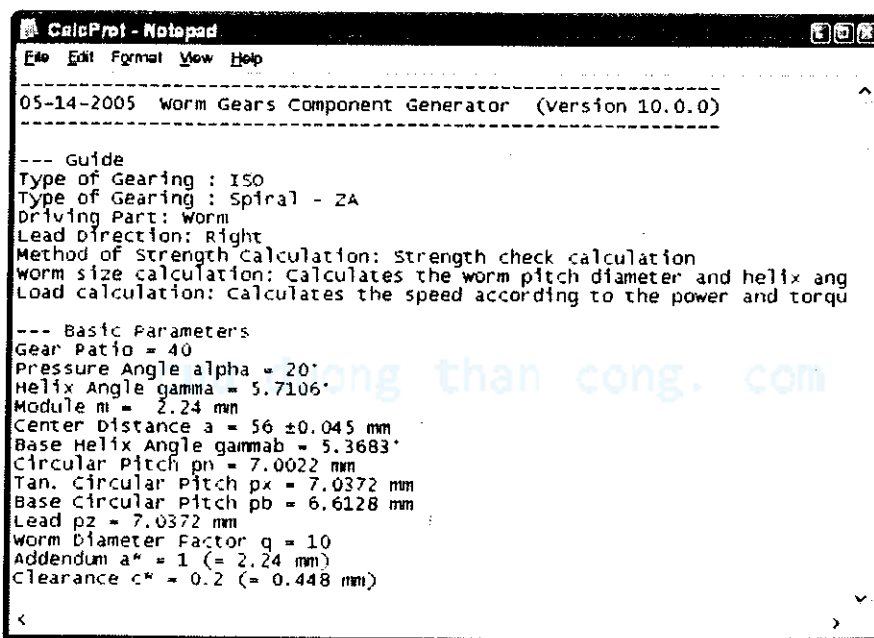 CalcProt - Notepad
File Edit Format View Help
05-14-2005 Worm Gears Component Generator (Version 10.0.0)
--- Guide
Type of Gearing : ISO
Type of Gearing : Spiral - ZA
Driving Part: Worm
Lead Direction: Right
Method of Strength Calculation: Strength check calculation
Worm size calculation: Calculates the worm pitch diameter and helix ang
Load calculation: Calculates the speed according to the power and torqu
--- Basic Parameters
Gear Patio = 40
Pressure Angle alpha = 20°
Helix Angle gamma = 5.7106°
Module m = 2.24 mm
Center Distance a = 56 ±0.045 mm
Base Helix Angle gammab = 5.3683°
Circular Pitch pn = 7.0022 mm
Tan. Circular Pitch px = 7.0372 mm
Base Circular Pitch pb = 6.6128 mm
Lead pz = 7.0372 mm
Worm Diameter Factor q = 10
Addendum a* = 1 (= 2.24 mm)
Clearance c* = 0.2 (= 0.448 mm)
than cong. com